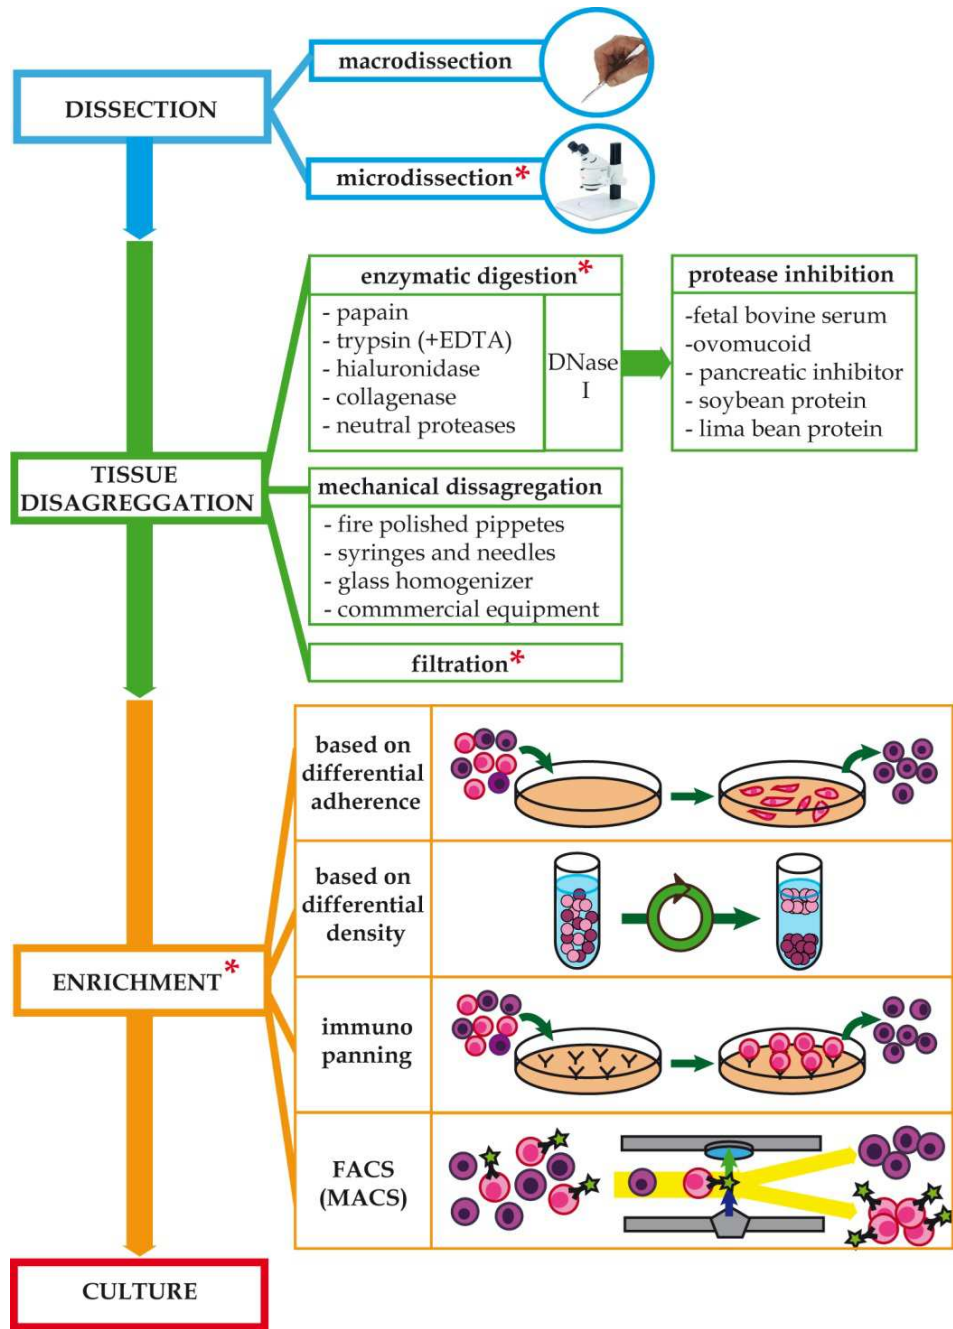 DISSECTION
macrodissection
microdissection*
TISSUE
DISAGREGGATION
enzymatic digestion*
- papain
- trypsin (+EDTA)
- hialuronidase
- collagenase
- neutral proteases
DNase
I
protease inhibition
-fetal bovine serum
-ovomucoid
- pancreatic inhibitor
- soybean protein
- lima bean protein
mechanical dissagregation
- fire polished pippetes
- syringes and needles
- glass homogenizer
- commmercial equipment
filtration*
ENRICHMENT*
based on
differential
adherence
based on
differential
density
immuno
panning
FACS
(MACS)
CULTURE